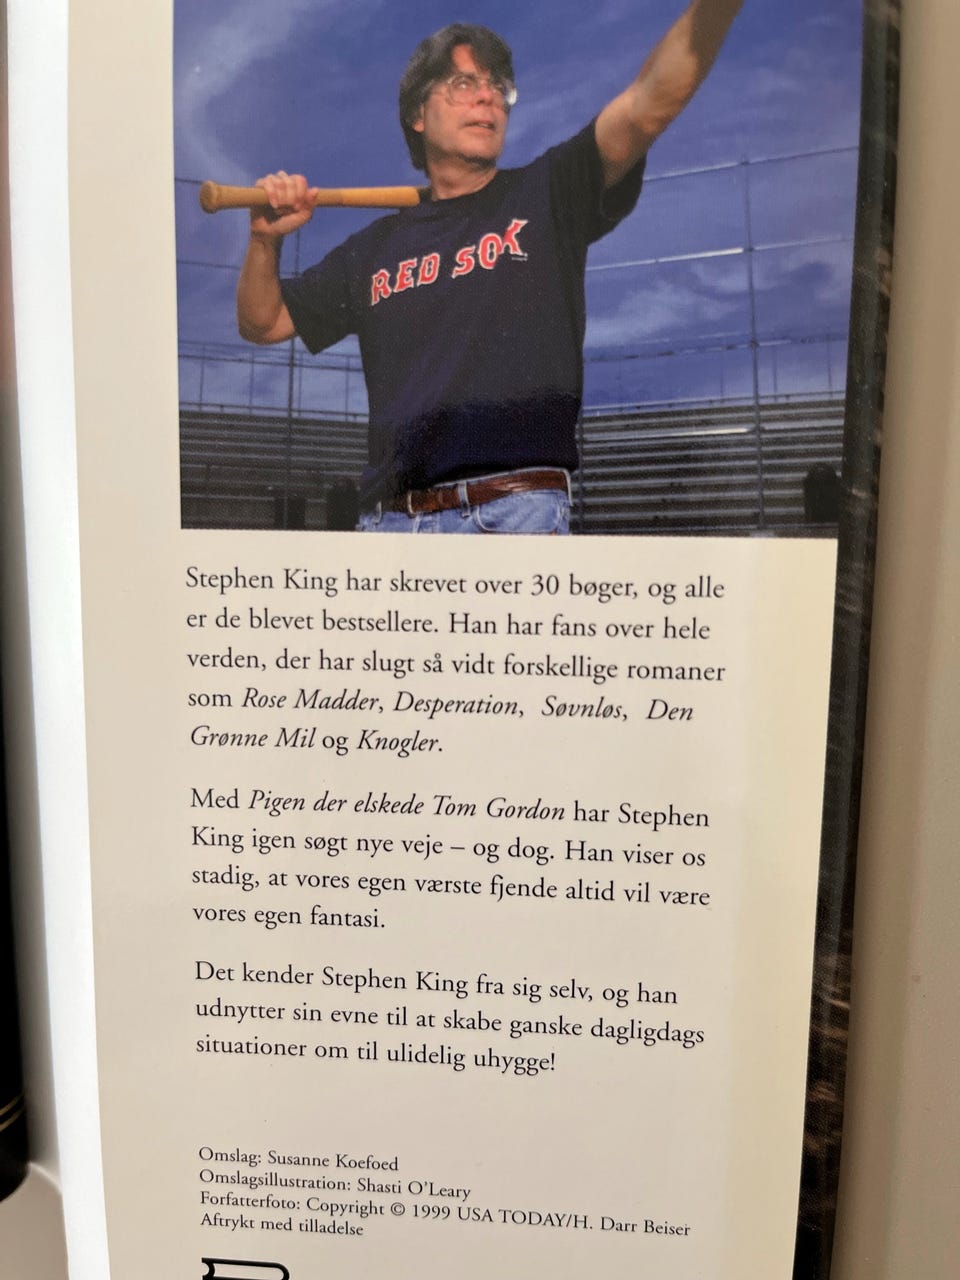 RED SOX
Stephen King har skrevet over 30 bøger, og alle
er de blevet bestsellere. Han har fans over hele
verden, der har slugt så vidt forskellige romaner
som Rose Madder, Desperation, Søvnløs, Den
Grønne Mil og Knogler.
Med Pigen der elskede Tom Gordon har Stephen
King igen søgt nye veje – og dog. Han viser os
stadig, at vores egen værste fjende altid vil være
vores egen fantasi.
Det kender Stephen King fra sig selv, og han
udnytter sin evne til at skabe ganske dagligdags
situationer om til ulidelig uhygge!
Omslag: Susanne Koefoed
Omslagsillustration: Shasti O'Leary
Forfatterfoto: Copyright © 1999 USA TODAY/H. Darr Beiser
Aftrykt med tilladelse